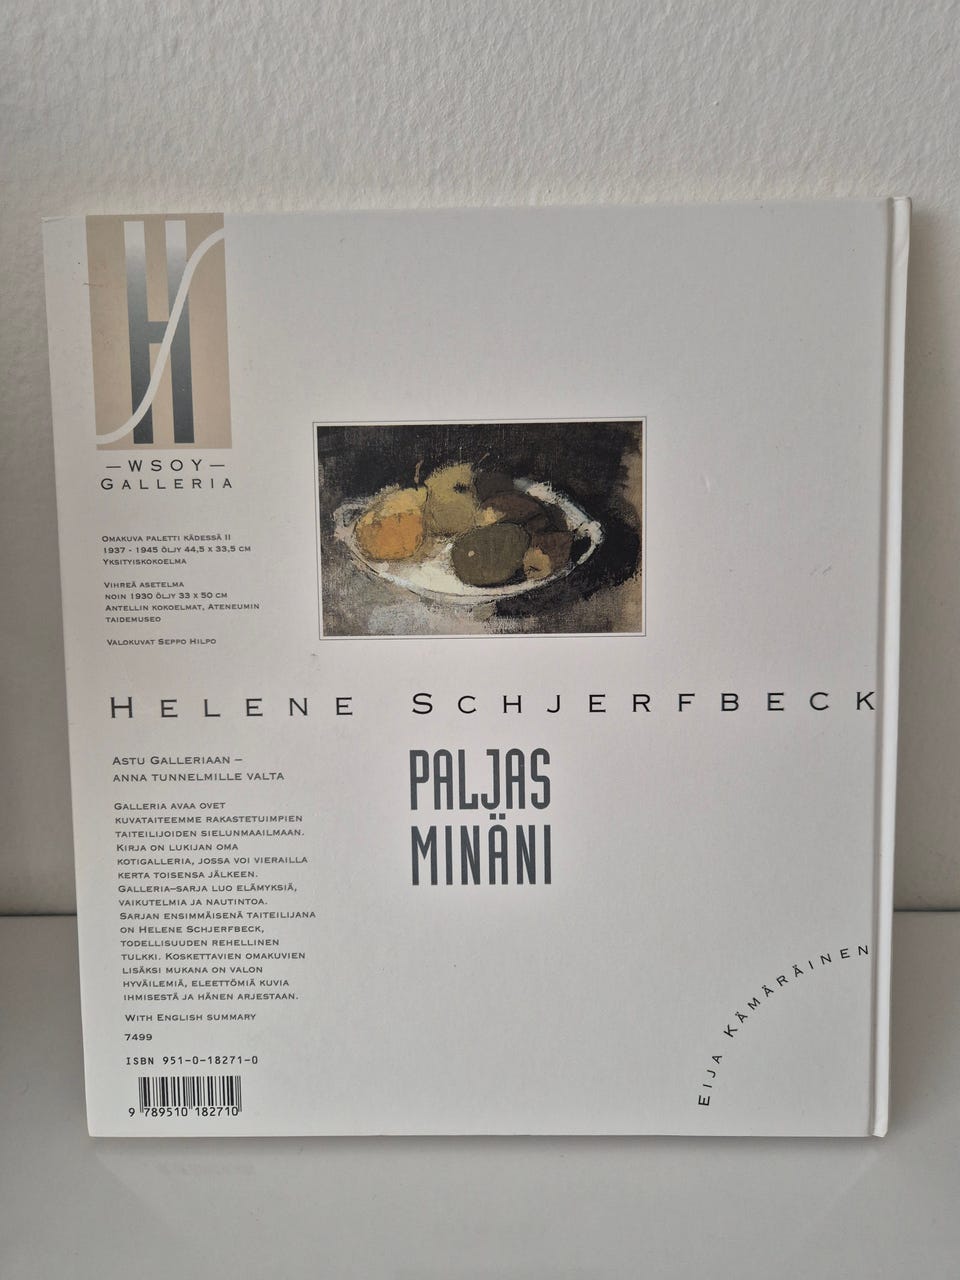 HS
—WSOY—
GALLERIA
OMAKUVA PALETTI KÄDESSÄ II
1937 - 1945 ÖLJY 44,5 X 33,5 CM
YKSITYISKOKOELMA
VIHREÄ ASETELMA
NOIN 1930 ÖLJY 33 X 50 CM
ANTELLIN KOKOELMAT, ATENEUMIN
TAIDEMUSEO
VALOKUVAT SEPPO HILPO
HELENE SCHJERFBECK
PALJAS
MINÄNI
ASTU GALLERIAAN –
ANNA TUNNELMILLE VALTA
GALLERIA AVAA OVET
KUVATAITEEMME RAKASTETUIMPIEN
TAITEILIJOIDEN SIELUNMAAILMAAN.
KIRJA ON LUKIJAN OMA
KOTIGALLERIA, JOSSA VOI VIERAILLA
KERTA TOISENSA JÄLKEEN.
GALLERIA–SARJA LUO ELÄMYKSIÄ,
VAIKUTELMIA JA NAUTINTOA.
SARJAN ENSIMMÄISENÄ TAITEILIJANA
ON HELENE SCHJERFBECK,
TODELLISUUDEN REHELLINEN
TULKKI. KOSKETTAVIEN OMAKUVIEN
LISÄKSI MUKANA ON VALON
HYVÄILEMIÄ, ELEETTÖMIÄ KUVIA
IHMISESTÄ JA HÄNEN ARJESTAAN.
WITH ENGLISH SUMMARY
7499
ISBN 951-0-18271-0
9 789510 182710
EIJA KÄMÄRÄINEN